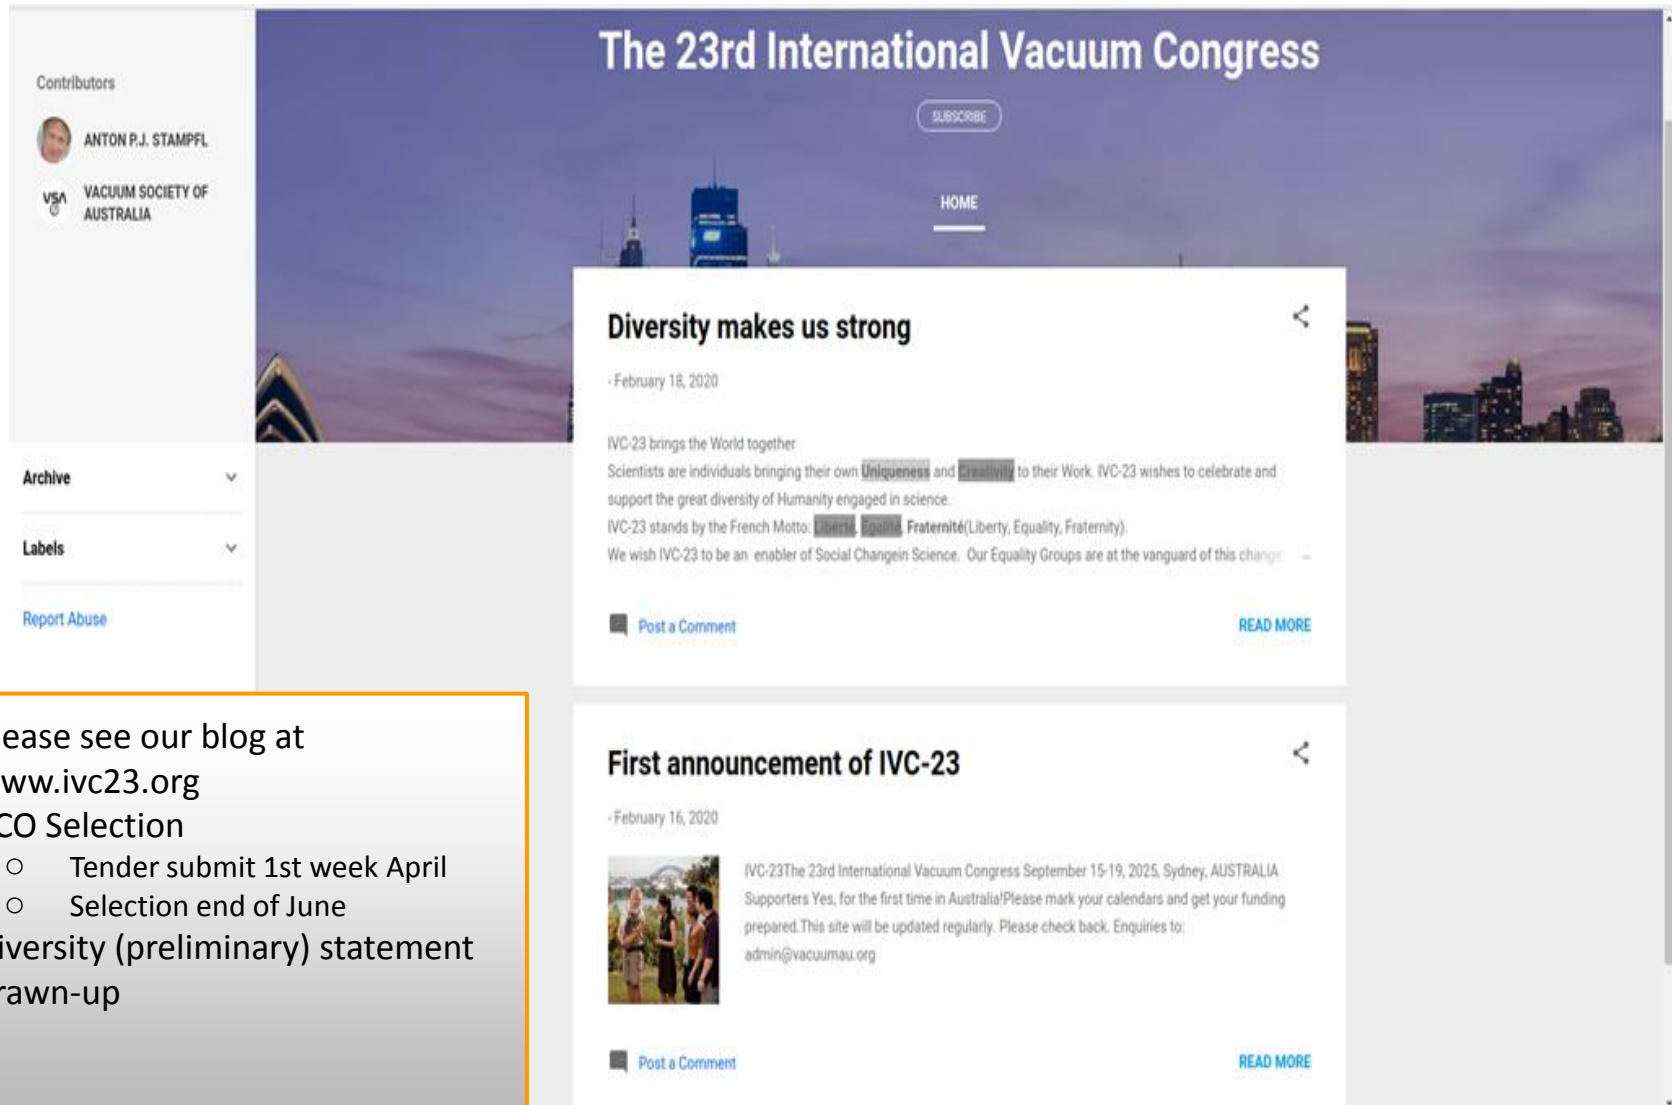 The 23rd International Vacuum Congress
SUBSCRIBE
HOME
Contributors
ANTON P.J. STAMPFL
VSA
VACUUM SOCIETY OF
AUSTRALIA
Archive
Labels
Report Abuse
Diversity makes us strong
- February 18, 2020
IVC-23 brings the World together
Scientists are individuals bringing their own Uniqueness and Creativity to their Work. IVC-23 wishes to celebrate and
support the great diversity of Humanity engaged in science.
IVC-23 stands by the French Motto: Liberté, Egalité, Fraternité(Liberty, Equality, Fraternity).
We wish IVC-23 to be an enabler of Social Changein Science. Our Equality Groups are at the vanguard of this change ...
Post a Comment
READ MORE
First announcement of IVC-23
- February 16, 2020
IVC-23The 23rd International Vacuum Congress September 15-19, 2025, Sydney, AUSTRALIA
Supporters Yes, for the first time in Australia!Please mark your calendars and get your funding
prepared.This site will be updated regularly. Please check back. Enquiries to:
admin@vacuumau.org
Post a Comment
READ MORE
ease see our blog at
ww.ivc23.org
CO Selection
○ Tender submit 1st week April
○ Selection end of June
iversity (preliminary) statement
rawn-up